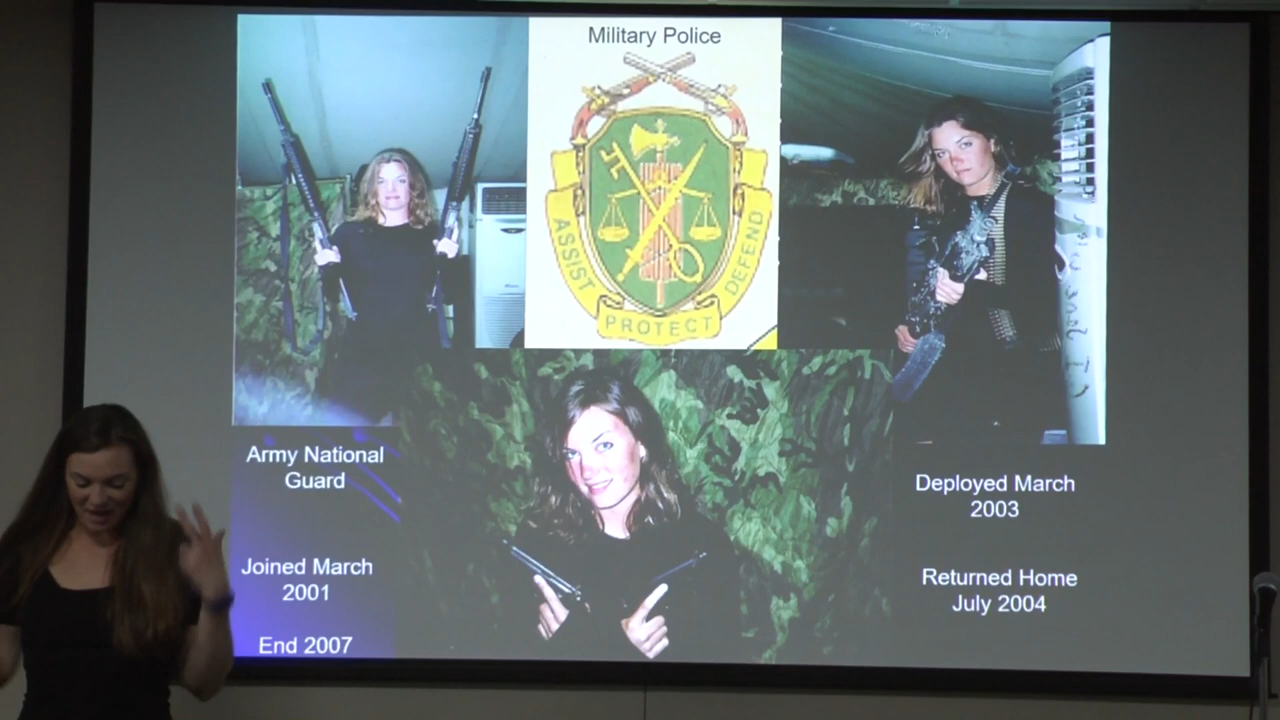 Military Police
ASSIST
PROTECT
DEFEND
Army National
Guard
Joined March
2001
End 2007
Deployed March
2003
Returned Home
July 2004